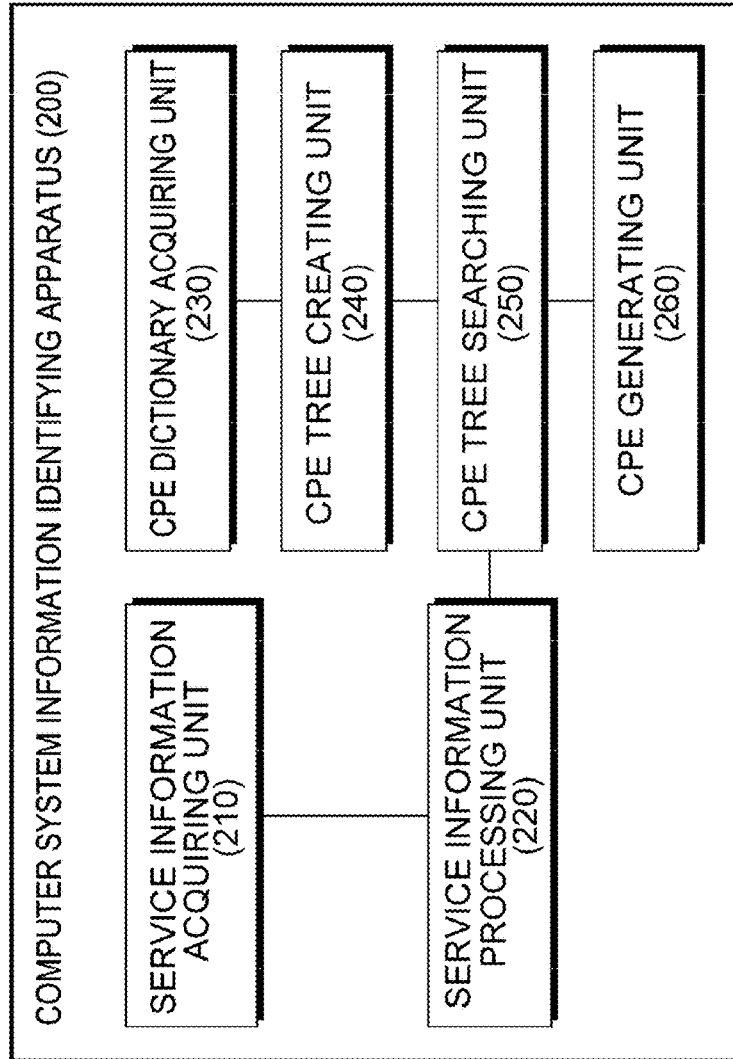 COMPUTER SYSTEM INFORMATION IDENTIFYING APPARATUS (200)
SERVICE INFORMATION
ACQUIRING UNIT
(210)
SERVICE INFORMATION
PROCESSING UNIT
(220)
CPE DICTIONARY ACQUIRING UNIT
(230)
CPE TREE CREATING UNIT
(240)
CPE TREE SEARCHING UNIT
(250)
CPE GENERATING UNIT
(260)